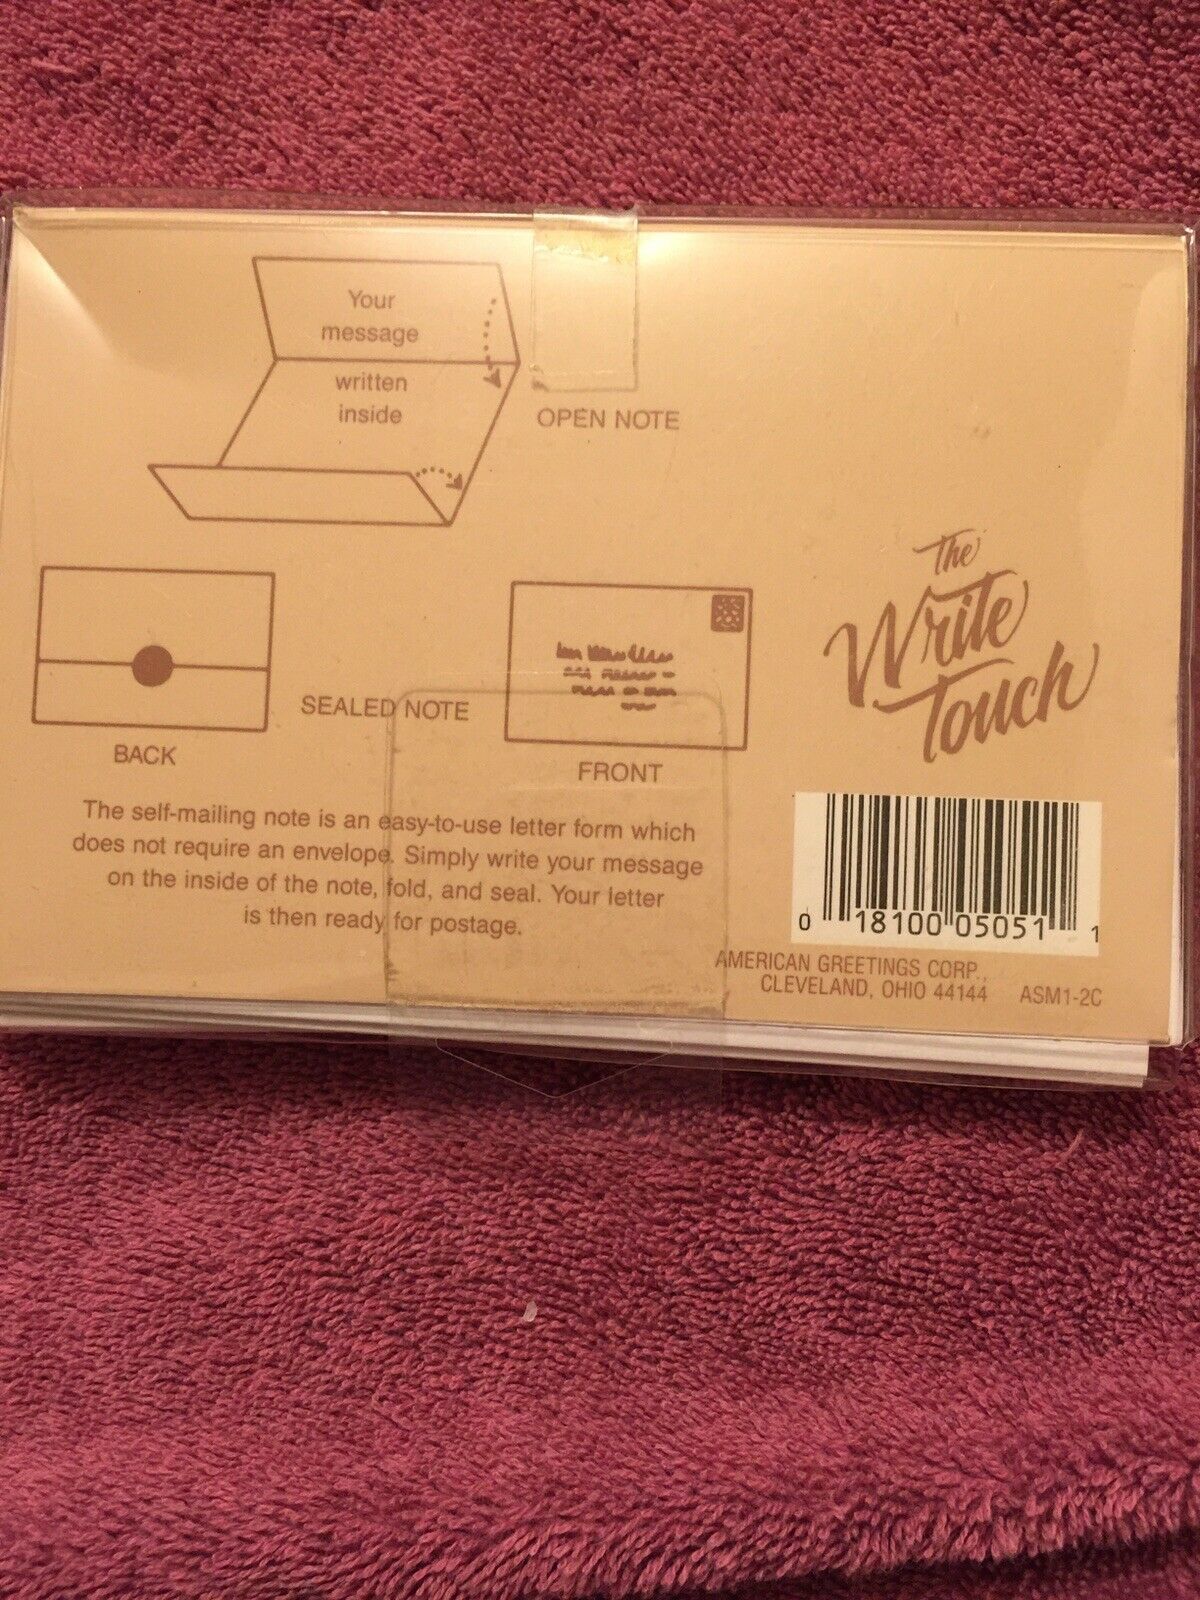 Your
message
written
inside
OPEN NOTE
The
Write
Touch
SEALED NOTE
BACK
FRONT
The self-mailing note is an easy-to-use letter form which
does not require an envelope. Simply write your message
on the inside of the note, fold, and seal. Your letter
is then ready for postage.
0 18100 05051 1
AMERICAN GREETINGS CORP.,
CLEVELAND, OHIO 44144 ASM1-2C